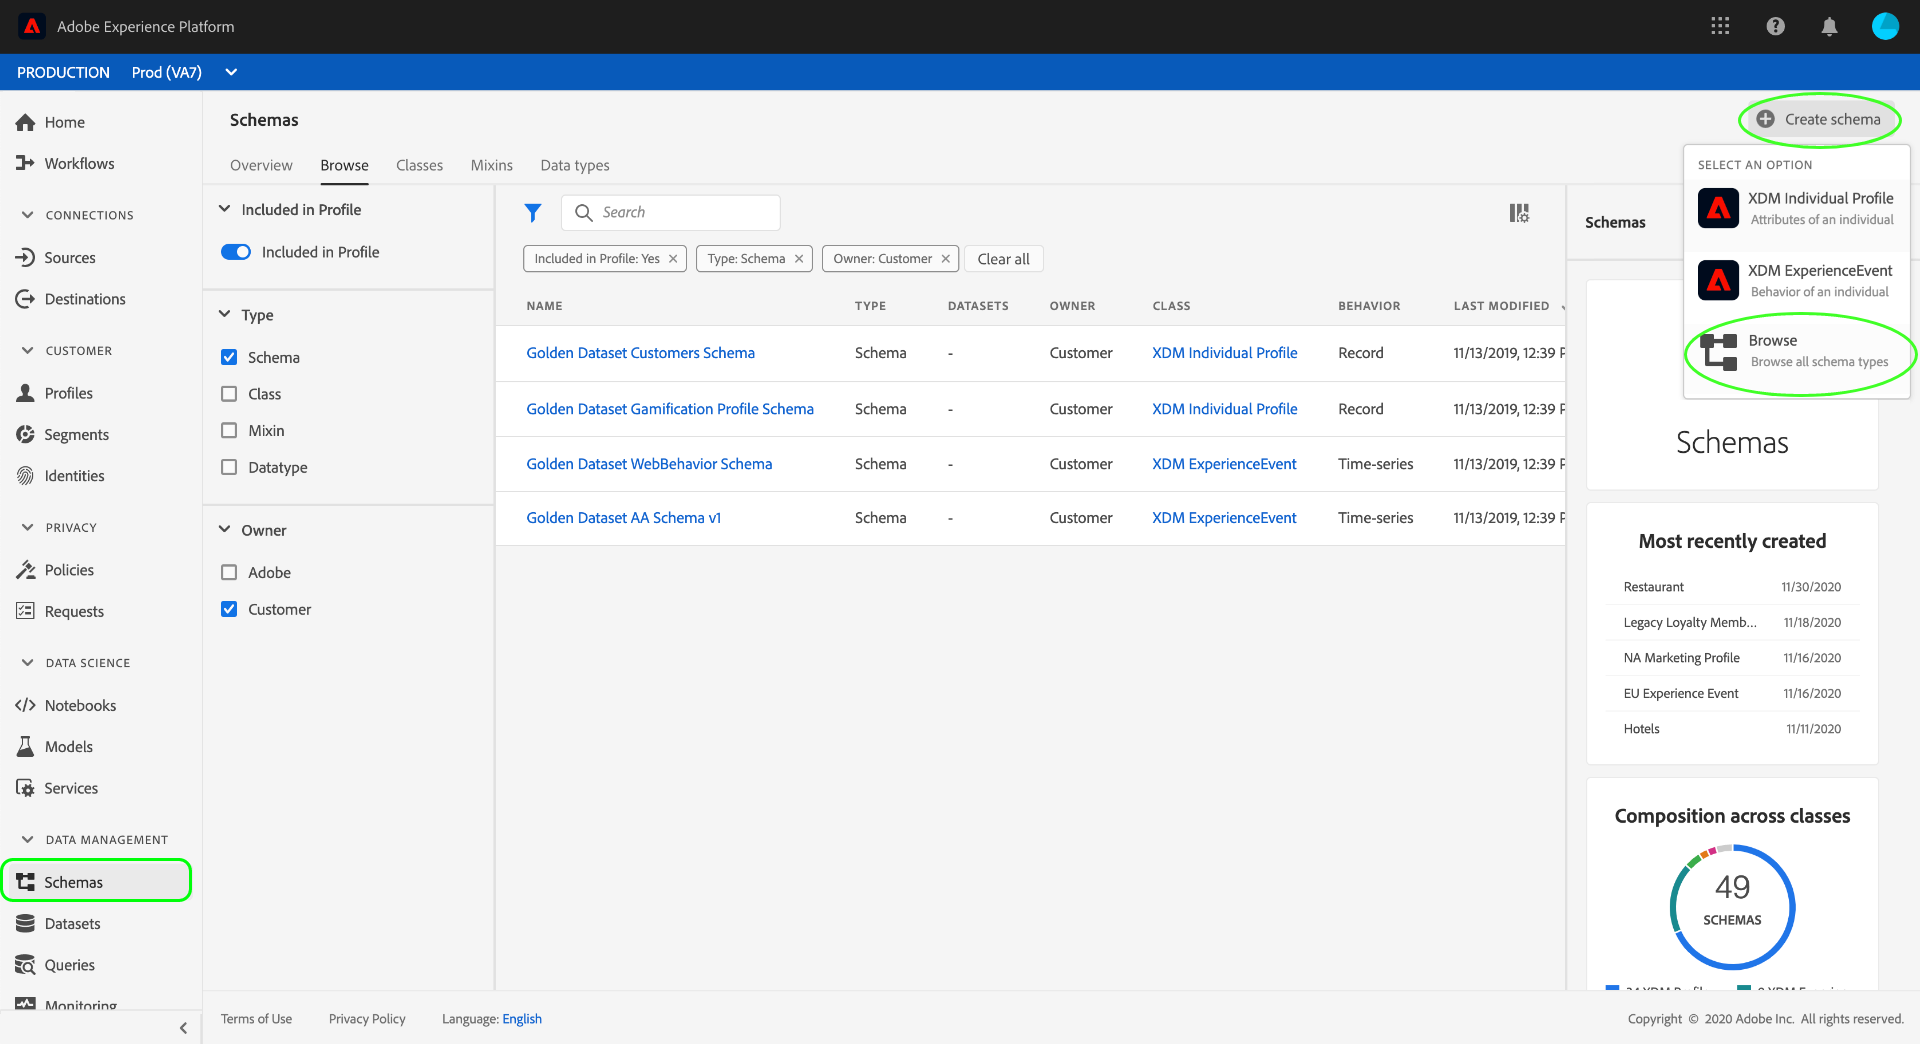 Adobe Experience Platform
PRODUCTION Prod (VA7)
Home
Workflows
CONNECTIONS
Sources
Destinations
CUSTOMER
Profiles
Segments
Identities
PRIVACY
Policies
Requests
DATA SCIENCE
Notebooks
Models
Services
DATA MANAGEMENT
Schemas
Datasets
Queries
Monitoring
Schemas
Create schema
Overview Browse Classes Mixins Data types
Included in Profile
Included in Profile
Type
Schema
Class
Mixin
Datatype
Owner
Adobe
Customer
Search
Included in Profile: Yes Type: Schema Owner: Customer Clear all
NAME TYPE DATASETS OWNER CLASS BEHAVIOR LAST MODIFIED
Golden Dataset Customers Schema Schema - Customer XDM Individual Profile Record 11/13/2019, 12:39 P
Golden Dataset Gamification Profile Schema Schema - Customer XDM Individual Profile Record 11/13/2019, 12:39 P
Golden Dataset WebBehavior Schema Schema - Customer XDM ExperienceEvent Time-series 11/13/2019, 12:39 P
Golden Dataset AA Schema v1 Schema - Customer XDM ExperienceEvent Time-series 11/13/2019, 12:39 P
Schemas
SELECT AN OPTION
XDM Individual Profile
Attributes of an individual
XDM ExperienceEvent
Behavior of an individual
Browse
Browse all schema types
Schemas
Most recently created
Restaurant 11/30/2020
Legacy Loyalty Memb... 11/18/2020
NA Marketing Profile 11/16/2020
EU Experience Event 11/16/2020
Hotels 11/11/2020
Composition across classes
49
SCHEMAS
Terms of Use Privacy Policy Language: English
Copyright © 2020 Adobe Inc. All rights reserved.